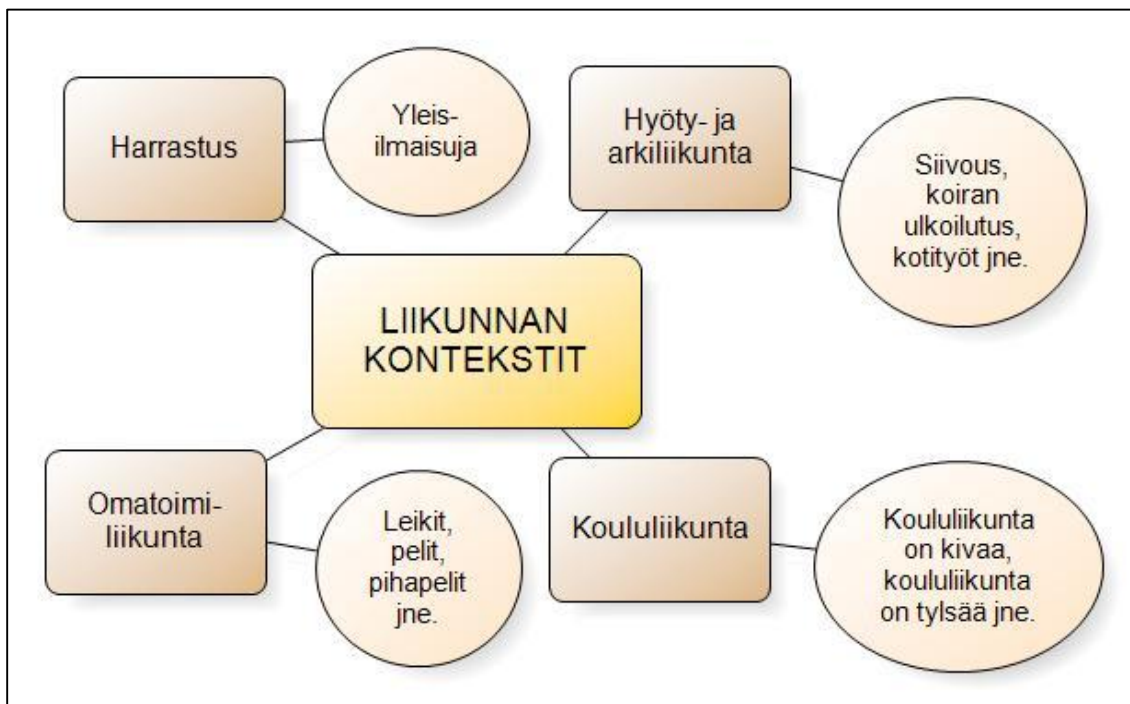 Harrastus
Yleis-
ilmaisuja
Hyöty- ja
arkiliikunta
Siivous,
koiran
ulkoilutus,
kotityöt jne.
LIIKUNNAN
KONTEKSTIT
Omatoimi-
liikunta
Leikit,
pelit,
pihapelit
jne.
Koululiikunta
Koululiikunta
on kivaa,
koululiikunta
on tylsää jne.